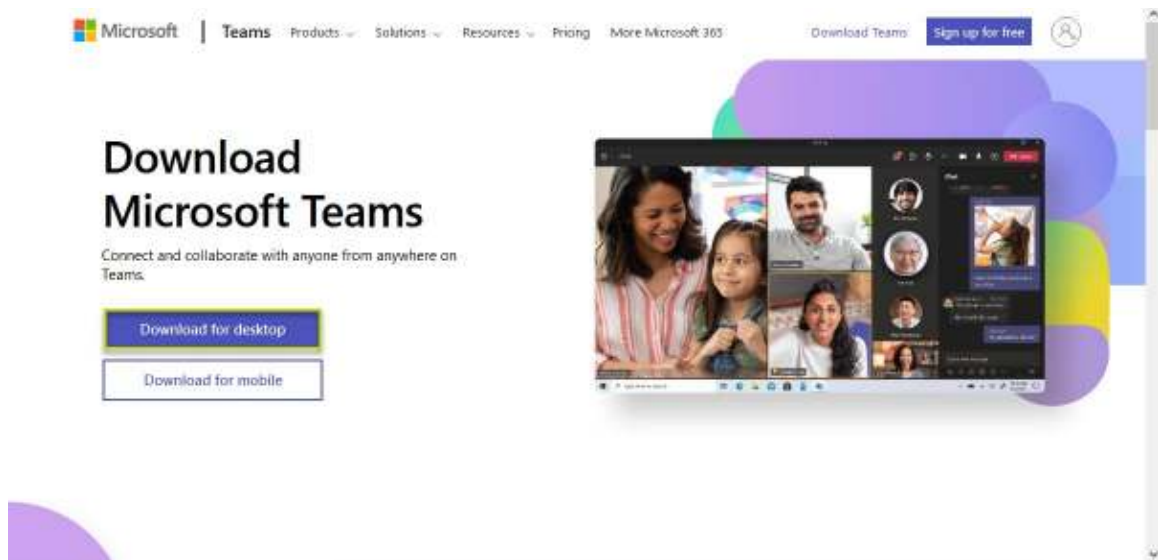 Microsoft | Teams Products Solutions Resources Pricing More Microsoft 365 Download Teams Sign up for free
Download
Microsoft Teams
Connect and collaborate with anyone from anywhere on
Teams.
Download for desktop
Download for mobile
Chat